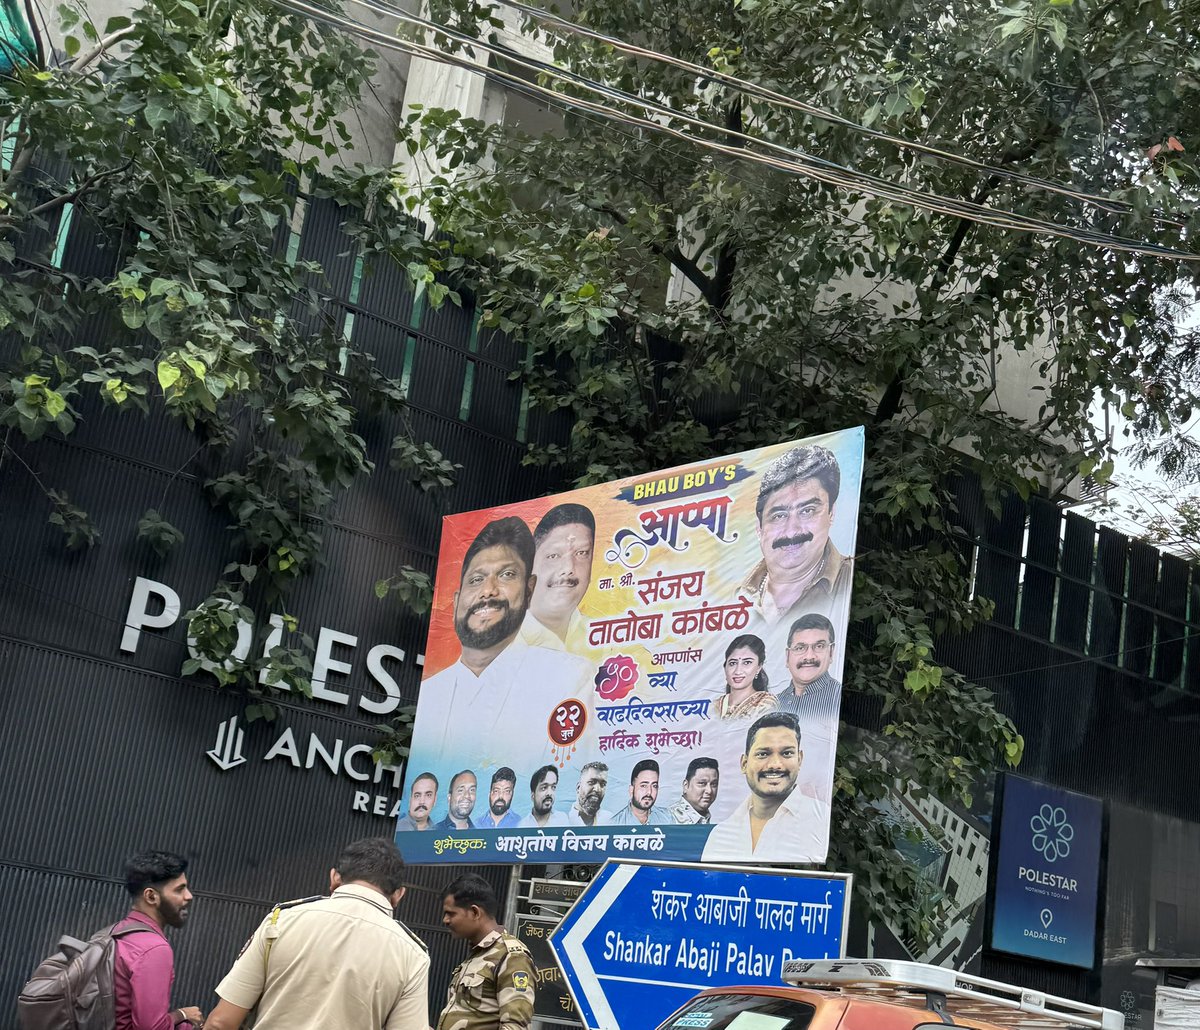 BHAU BOY'S
आप्पा
मा. श्री. संजय
तातोबा कांबळे
५० आपणांस
व्या
वाढदिवसाच्या
हार्दिक शुभेच्छा।
२२
जुलै
शुभेच्छुक: आशुतोष विजय कांबळे
POLEST
ANCH
REA
शंकर आबाजी पालव मार्ग
Shankar Abaji Palav
POLESTAR
NOTHING'S TOO FAR
DADAR EAST
PRESS